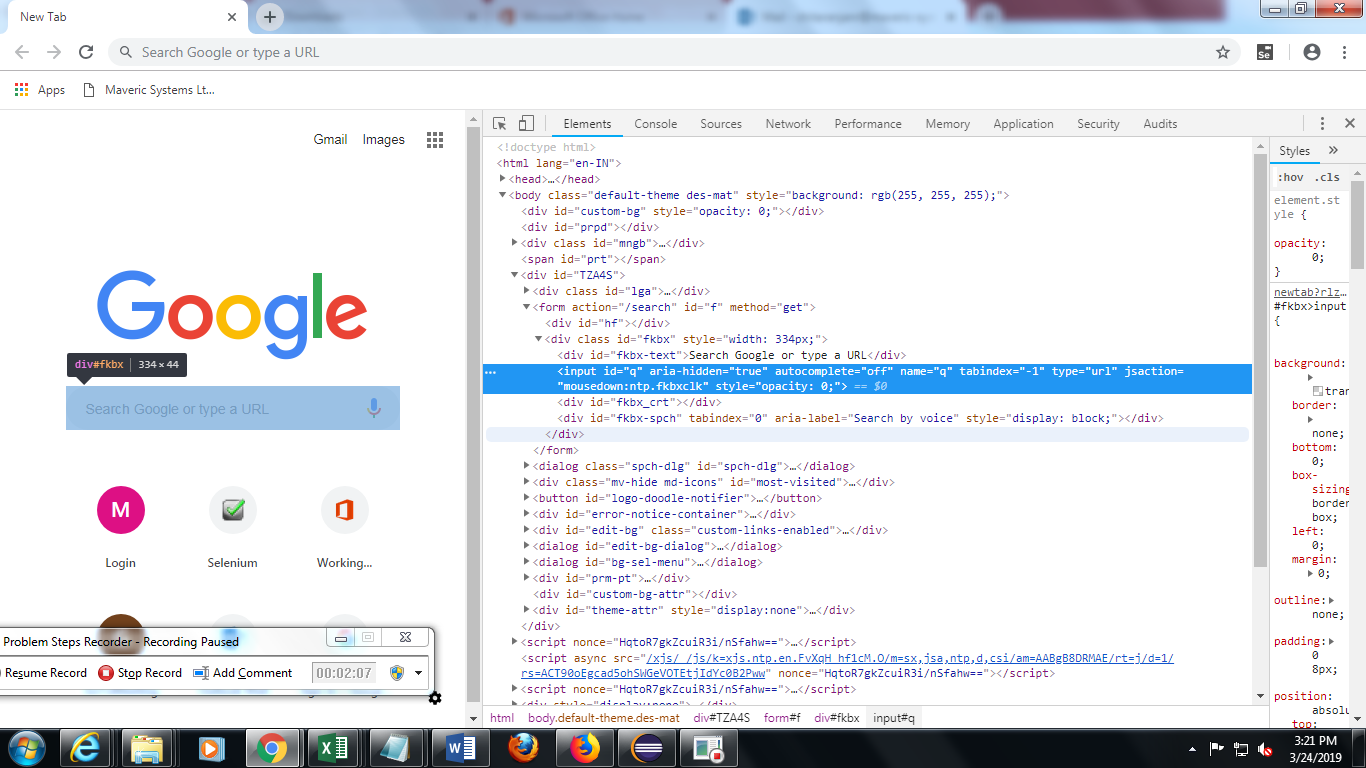 New Tab
Search Google or type a URL
Se
Apps
Maveric Systems Lt...
Gmail
Images
Google
div#fkbx
334 × 44
Search Google or type a URL
M
Login
Selenium
Working...
Problem Steps Recorder - Recording Paused
Resume Record
Stop Record
Add Comment
00:02:07
Elements
Console
Sources
Network
Performance
Memory
Application
Security
Audits
<!doctype html>
<html lang="en-IN">
<head>…</head>
<body class="default-theme des-mat" style="background: rgb(255, 255, 255);">
<div id="custom-bg" style="opacity: 0;"></div>
<div id="prpd"></div>
<div class id="mngb">…</div>
<span id="prt"></span>
<div id="TZA4S">
<div class id="lga">…</div>
<form action="/search" id="f" method="get">
<div id="hf"></div>
<div class id="fkbx" style="width: 334px;">
<div id="fkbx-text">Search Google or type a URL</div>
<input id="q" aria-hidden="true" autocomplete="off" name="q" tabindex="-1" type="url" jsaction=
"mousedown:ntp.fkbxclk" style="opacity: 0;"> == $0
<div id="fkbx_crt"></div>
<div id="fkbx-spch" tabindex="0" aria-label="Search by voice" style="display: block;"></div>
</div>
</form>
<dialog class="spch-dlg" id="spch-dlg">…</dialog>
<div class="mv-hide md-icons" id="most-visited">…</div>
<button id="logo-doodle-notifier">…</button>
<div id="error-notice-container">…</div>
<div id="edit-bg" class="custom-links-enabled">…</div>
<dialog id="edit-bg-dialog">…</dialog>
<dialog id="bg-sel-menu">…</dialog>
<div id="prm-pt">…</div>
<div id="custom-bg-attr"></div>
<div id="theme-attr" style="display:none">…</div>
</div>
<script nonce="HqtoR7gkZcuiR3i/nSfahw==">…</script>
<script async src="/xjs/_/js/k=xjs.ntp.en.FvXqH_hflcM.O/m=sx,jsa,ntp,d,csi/am=AABgB8DRMAE/rt=j/d=1/
rs=ACT90oEgcad5ohSWGeVOTEtjIdYc0B2Pww" nonce="HqtoR7gkZcuiR3i/nSfahw=="></script>
<script nonce="HqtoR7gkZcuiR3i/nSfahw==">…</script>
html
body.default-theme.des-mat
div#TZA4S
form#f
div#fkbx
input#q
Styles
:hov .cls
element.st
yle {
opacity:
0;
}
newtab?rlz…
#fkbx>input
{
background:
tran
border:
none;
bottom:
0;
box-
sizing
border
box;
left:
0;
margin:
0;
outline:
none;
padding:
0
8px;
position:
absolu
top:
3:21 PM
3/24/2019